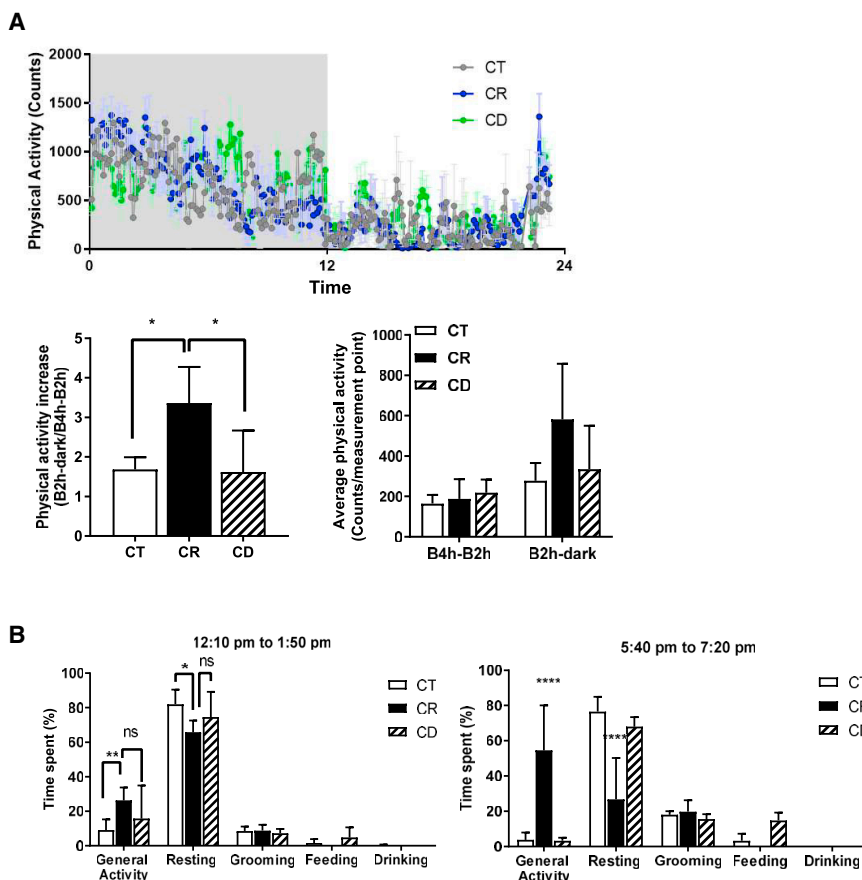 A
2000
1500
1000
500
0
Physical Activity (Counts)
CT
CR
CD
0
12
24
Time
* *
5
4
3
2
1
0
Physical activity increase
(B2h-dark/B4h-B2h)
CT CR CD
1000
800
600
400
200
0
Average physical activity
(Counts/measurement point)
CT
CR
CD
B4h-B2h B2h-dark
B
12:10 pm to 1:50 pm
100
80
60
40
20
0
Time spent (%)
** ns * ns
CT
CR
CD
General Activity
Resting
Grooming
Feeding
Drinking
5:40 pm to 7:20 pm
100
80
60
40
20
0
Time spent (%)
****
****
CT
CR
CD
General Activity
Resting
Grooming
Feeding
Drinking